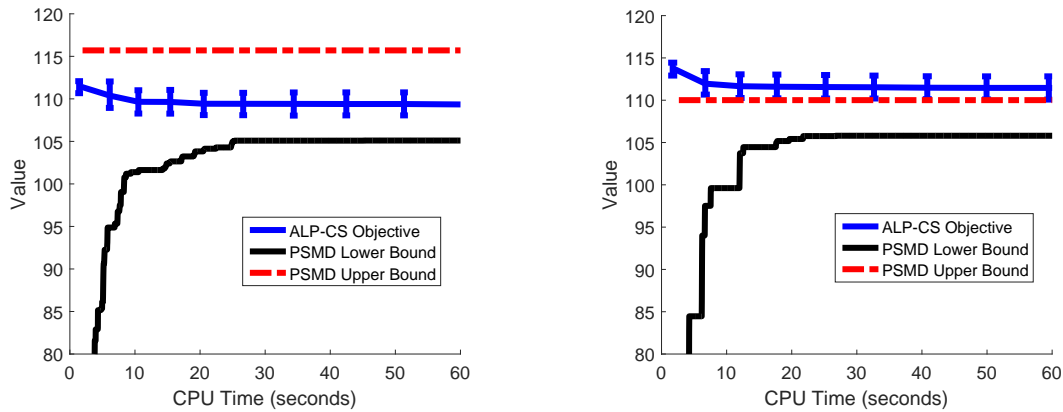 120
115
110
105
100
95
90
85
80
Value
ALP-CS Objective
PSMD Lower Bound
PSMD Upper Bound
0 10 20 30 40 50 60
CPU Time (seconds)
120
115
110
105
100
95
90
85
80
Value
ALP-CS Objective
PSMD Lower Bound
PSMD Upper Bound
0 10 20 30 40 50 60
CPU Time (seconds)